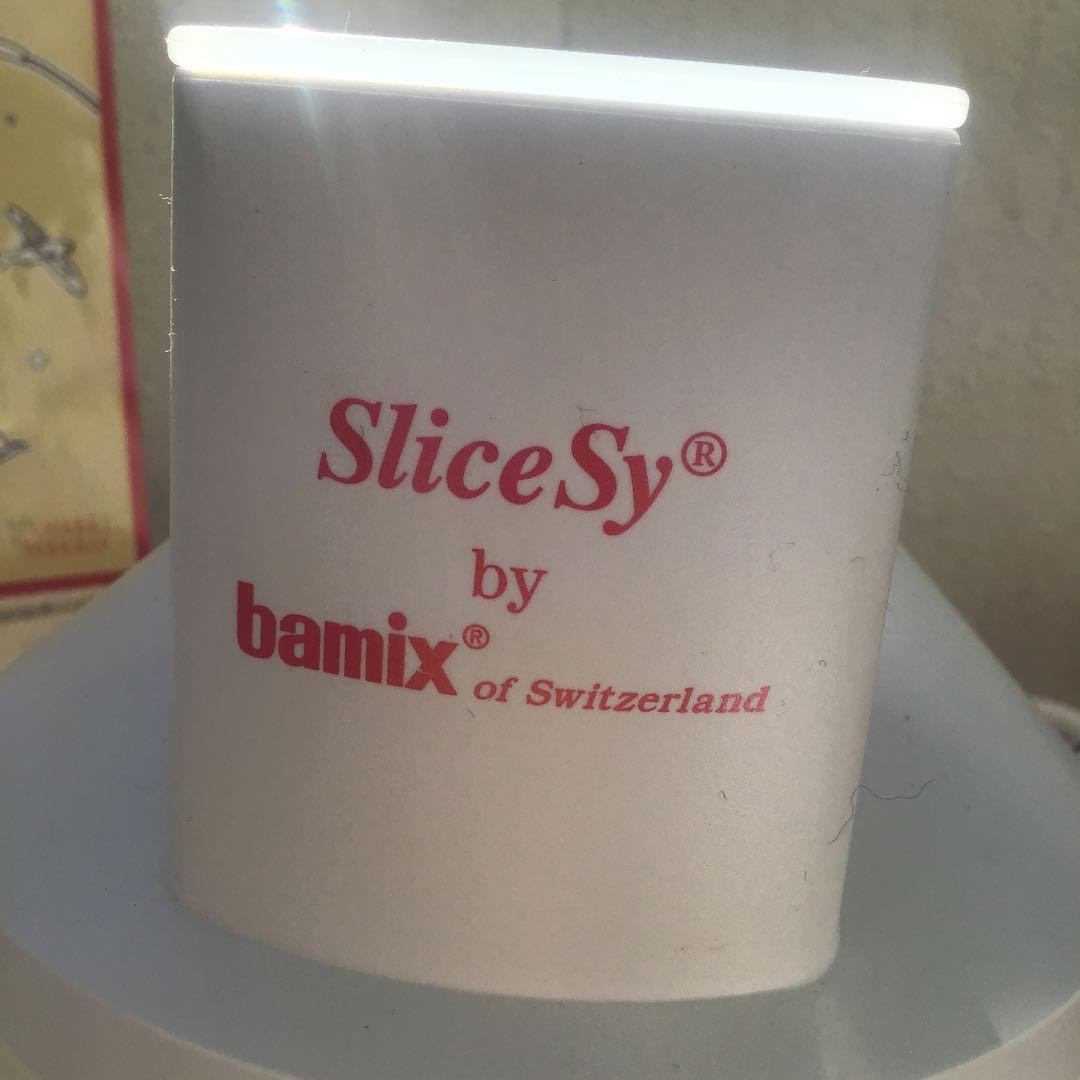 SliceSy®
by
bamix® of Switzerland